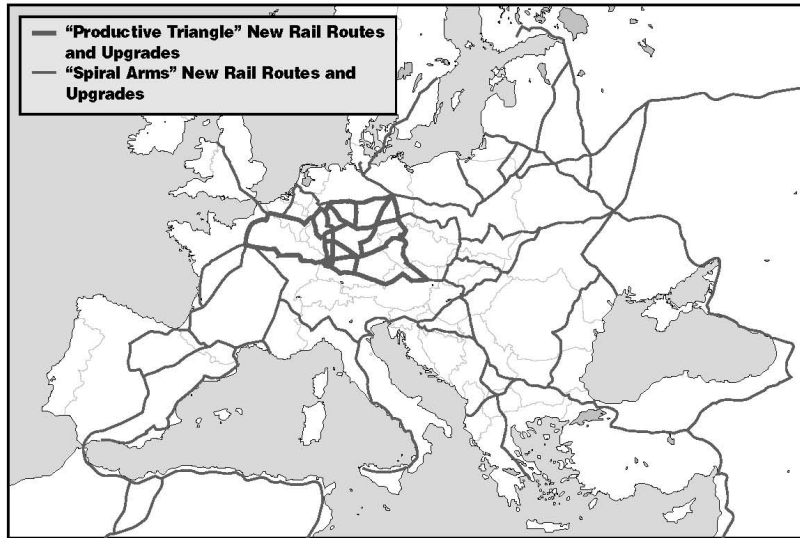 “Productive Triangle” New Rail Routes
and Upgrades
“Spiral Arms” New Rail Routes and
Upgrades